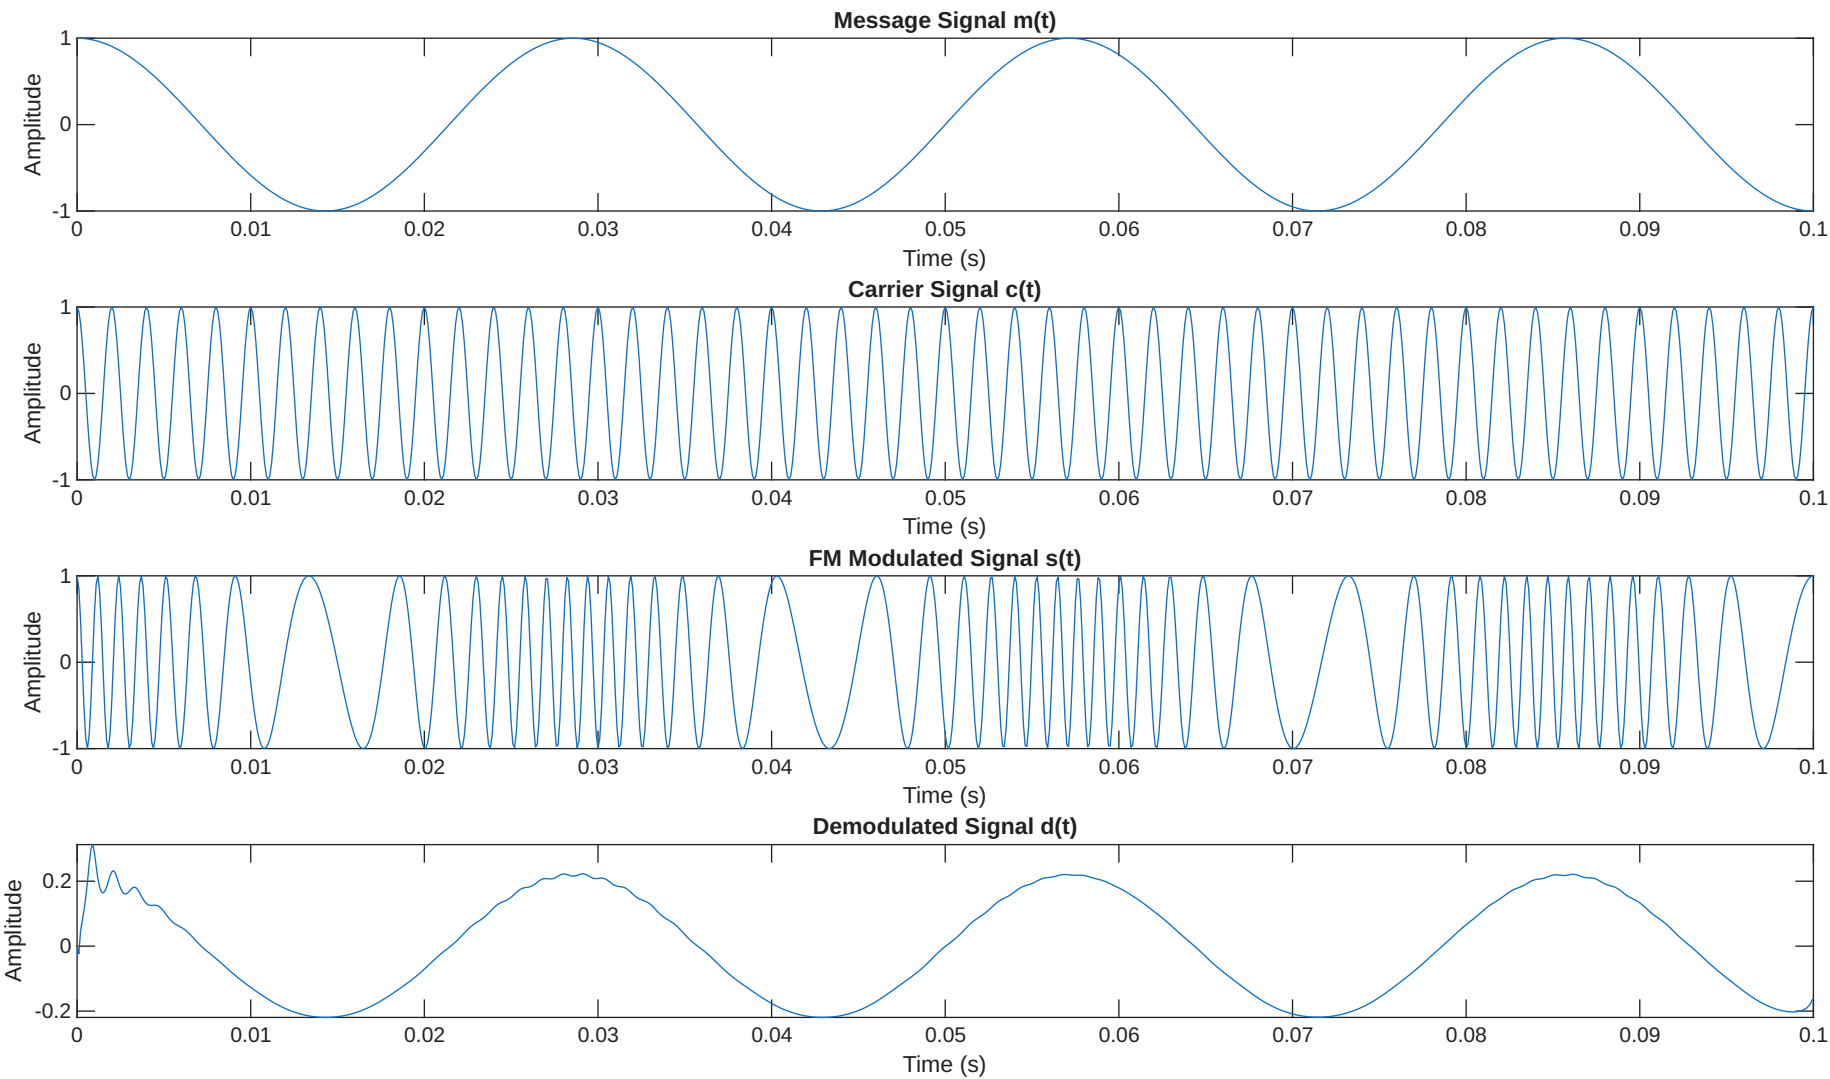 Message Signal m(t)
1
0
-1
Amplitude
0 0.01 0.02 0.03 0.04 0.05 0.06 0.07 0.08 0.09 0.1
Time (s)
Carrier Signal c(t)
1
0
-1
Amplitude
0 0.01 0.02 0.03 0.04 0.05 0.06 0.07 0.08 0.09 0.1
Time (s)
FM Modulated Signal s(t)
1
0
-1
Amplitude
0 0.01 0.02 0.03 0.04 0.05 0.06 0.07 0.08 0.09 0.1
Time (s)
Demodulated Signal d(t)
0.2
0
-0.2
Amplitude
0 0.01 0.02 0.03 0.04 0.05 0.06 0.07 0.08 0.09 0.1
Time (s)